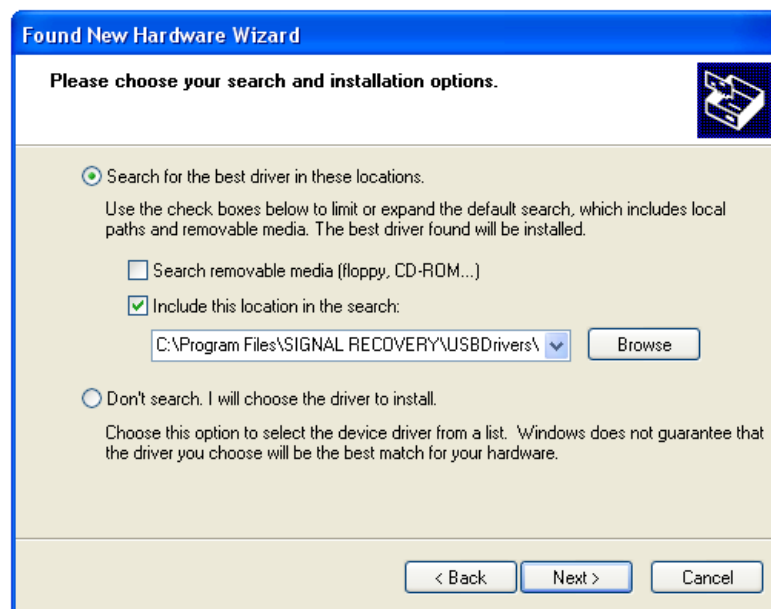 Found New Hardware Wizard
Please choose your search and installation options.
Search for the best driver in these locations.
Use the check boxes below to limit or expand the default search, which includes local
paths and removable media. The best driver found will be installed.
Search removable media (floppy, CD-ROM...)
Include this location in the search:
C:\Program Files\SIGNAL RECOVERY\USBDrivers\
Browse
Don't search. I will choose the driver to install.
Choose this option to select the device driver from a list. Windows does not guarantee that
the driver you choose will be the best match for your hardware.
< Back Next > Cancel